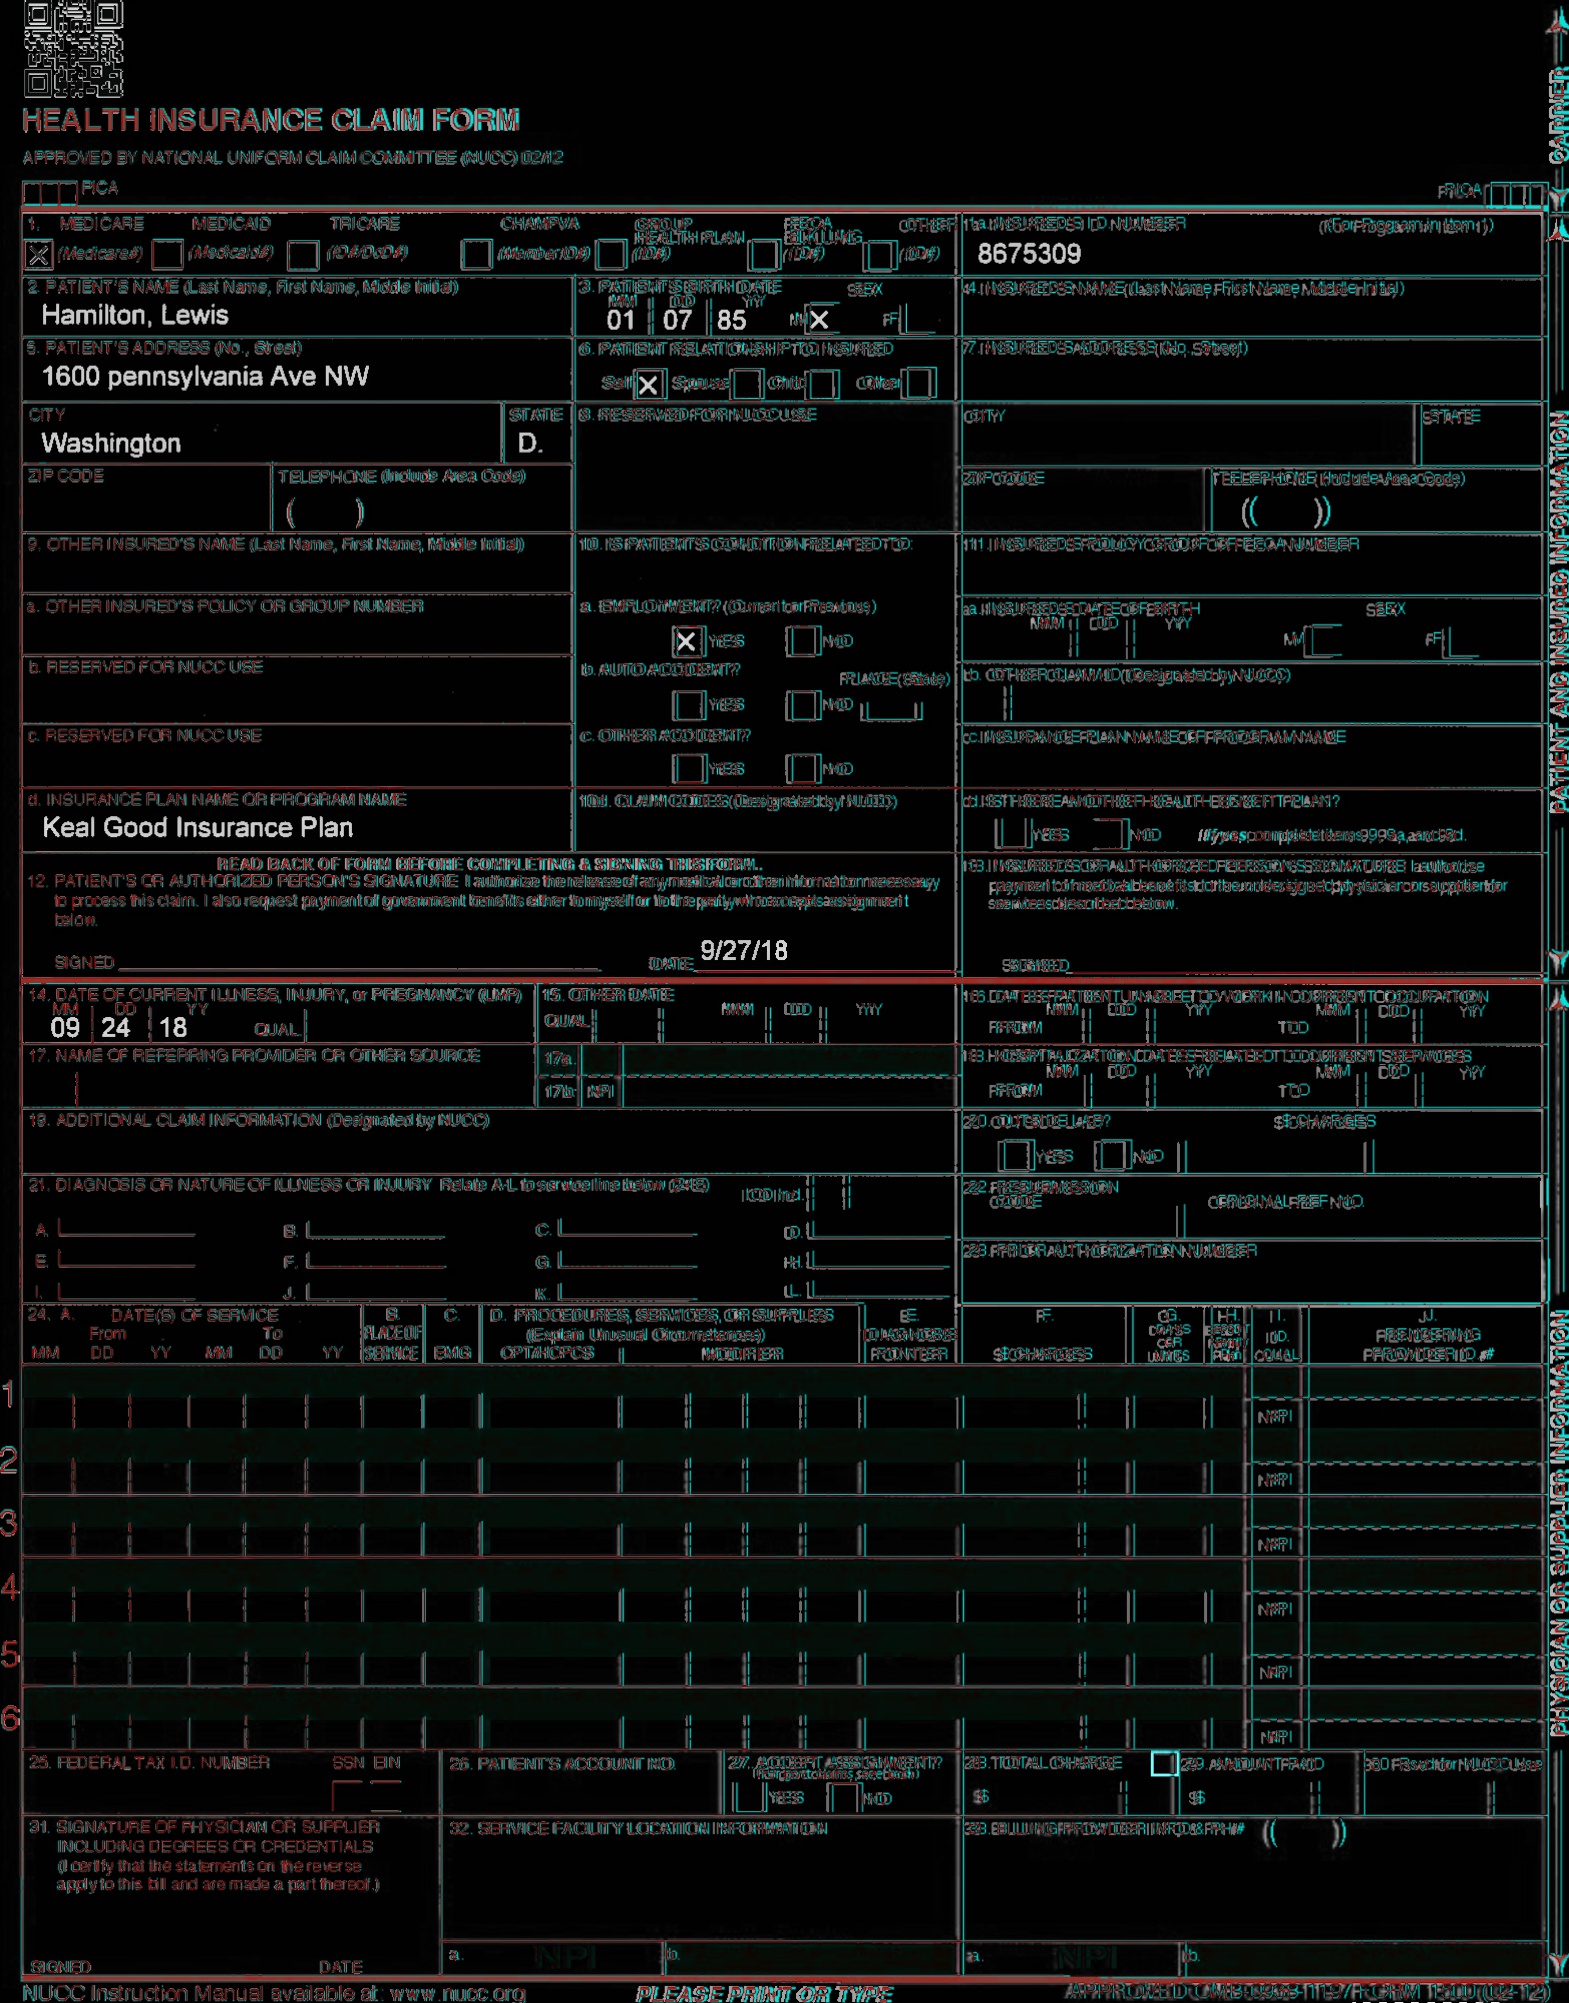 HEALTH INSURANCE CLAIM FORM
APPROVED BY NATIONAL UNIFORM CLAIM COMMITTEE (NUCC) 02/12
PICA
PICA
CARRIER
1. MEDICARE MEDICAID TRICARE CHAMPVA GROUP HEALTH PLAN FECA BLK LUNG OTHER
X (Medicare#) (Medicaid#) (ID#/DoD#) (Member ID#) (ID#) (ID#) (ID#)
1a. INSURED'S I.D. NUMBER (For Program in Item 1)
8675309
2. PATIENT'S NAME (Last Name, First Name, Middle Initial)
Hamilton, Lewis
3. PATIENT'S BIRTH DATE SEX
MM DD YY
01 07 85 M X F
4. INSURED'S NAME (Last Name, First Name, Middle Initial)
5. PATIENT'S ADDRESS (No., Street)
1600 pennsylvania Ave NW
6. PATIENT RELATIONSHIP TO INSURED
Self X Spouse Child Other
7. INSURED'S ADDRESS (No., Street)
CITY STATE
Washington D.
8. RESERVED FOR NUCC USE
CITY STATE
ZIP CODE TELEPHONE (Include Area Code)
( )
ZIP CODE TELEPHONE (Include Area Code)
( )
9. OTHER INSURED'S NAME (Last Name, First Name, Middle Initial)
10. IS PATIENT'S CONDITION RELATED TO:
11. INSURED'S POLICY GROUP OR FECA NUMBER
a. OTHER INSURED'S POLICY OR GROUP NUMBER
a. EMPLOYMENT? (Current or Previous)
X YES NO
a. INSURED'S DATE OF BIRTH SEX
MM DD YY M F
b. RESERVED FOR NUCC USE
b. AUTO ACCIDENT? PLACE (State)
YES NO
b. OTHER CLAIM ID (Designated by NUCC)
c. RESERVED FOR NUCC USE
c. OTHER ACCIDENT?
YES NO
c. INSURANCE PLAN NAME OR PROGRAM NAME
d. INSURANCE PLAN NAME OR PROGRAM NAME
Keal Good Insurance Plan
10d. CLAIM CODES (Designated by NUCC)
d. IS THERE ANOTHER HEALTH BENEFIT PLAN?
YES NO If yes, complete items 9, 9a, and 9d.
READ BACK OF FORM BEFORE COMPLETING & SIGNING THIS FORM.
12. PATIENT'S OR AUTHORIZED PERSON'S SIGNATURE I authorize the release of any medical or other information necessary
to process this claim. I also request payment of government benefits either to myself or to the party who accepts assignment
below.
SIGNED DATE 9/27/18
13. INSURED'S OR AUTHORIZED PERSON'S SIGNATURE I authorize
payment of medical benefits to the undersigned physician or supplier for
services described below.
SIGNED
PATIENT AND INSURED INFORMATION
14. DATE OF CURRENT ILLNESS, INJURY, or PREGNANCY (LMP)
MM DD YY
09 24 18 QUAL.
15. OTHER DATE
QUAL. MM DD YY
16. DATES PATIENT UNABLE TO WORK IN CURRENT OCCUPATION
MM DD YY MM DD YY
FROM TO
17. NAME OF REFERRING PROVIDER OR OTHER SOURCE
17a.
17b. NPI
18. HOSPITALIZATION DATES RELATED TO CURRENT SERVICES
MM DD YY MM DD YY
FROM TO
19. ADDITIONAL CLAIM INFORMATION (Designated by NUCC)
20. OUTSIDE LAB? $ CHARGES
YES NO
21. DIAGNOSIS OR NATURE OF ILLNESS OR INJURY Relate A-L to service line below (24E) ICD Ind.
A. B. C. D.
E. F. G. H.
I. J. K. L.
22. RESUBMISSION
CODE ORIGINAL REF. NO.
23. PRIOR AUTHORIZATION NUMBER
24. A. DATE(S) OF SERVICE B. C. D. PROCEDURES, SERVICES, OR SUPPLIES E. F. G. H. I. J.
From To PLACE OF (Explain Unusual Circumstances) DIAGNOSIS DAYS OR EPSDT Family ID. RENDERING
MM DD YY MM DD YY SERVICE EMG CPT/HCPCS MODIFIER POINTER $ CHARGES UNITS Plan QUAL. PROVIDER ID. #
1 NPI
2 NPI
3 NPI
4 NPI
5 NPI
6 NPI
PHYSICIAN OR SUPPLIER INFORMATION
25. FEDERAL TAX I.D. NUMBER SSN EIN
26. PATIENT'S ACCOUNT NO.
27. ACCEPT ASSIGNMENT?
(For govt. claims, see back)
YES NO
28. TOTAL CHARGE
$
29. AMOUNT PAID
$
30. Rsvd for NUCC Use
31. SIGNATURE OF PHYSICIAN OR SUPPLIER
INCLUDING DEGREES OR CREDENTIALS
(I certify that the statements on the reverse
apply to this bill and are made a part thereof.)
SIGNED DATE
32. SERVICE FACILITY LOCATION INFORMATION
a. NPI b.
33. BILLING PROVIDER INFO & PH # ( )
a. NPI b.
NUCC Instruction Manual available at: www.nucc.org
PLEASE PRINT OR TYPE
APPROVED OMB-0938-1197 FORM 1500 (02-12)